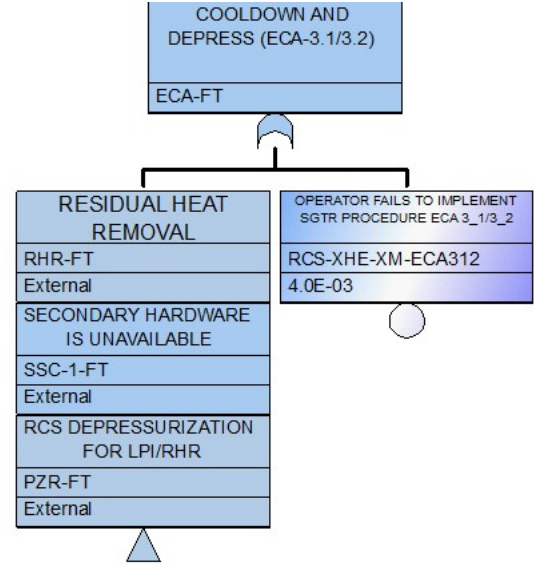 COOLDOWN AND
DEPRESS (ECA-3.1/3.2)
ECA-FT
RESIDUAL HEAT
REMOVAL
RHR-FT
External
SECONDARY HARDWARE
IS UNAVAILABLE
SSC-1-FT
External
RCS DEPRESSURIZATION
FOR LPI/RHR
PZR-FT
External
OPERATOR FAILS TO IMPLEMENT
SGTR PROCEDURE ECA 3_1/3_2
RCS-XHE-XM-ECA312
4.0E-03